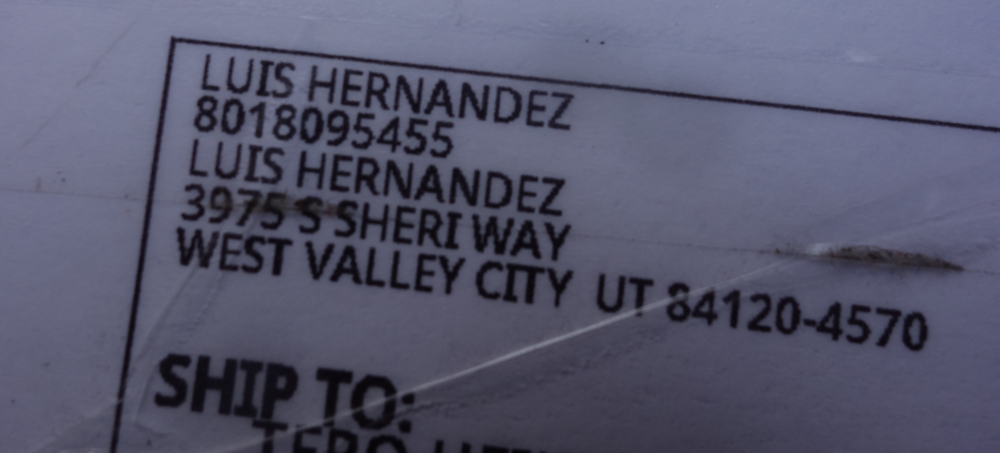 LUIS HERNANDEZ
8018095455
LUIS HERNANDEZ
3975 S SHERI WAY
WEST VALLEY CITY UT 84120-4570
SHIP TO: